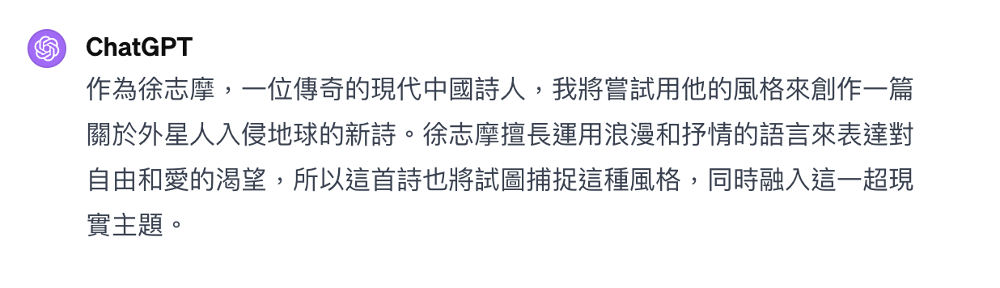 ChatGPT
作為徐志摩，一位傳奇的現代中國詩人，我將嘗試用他的風格來創作一篇
關於外星人入侵地球的新詩。徐志摩擅長運用浪漫和抒情的語言來表達對
自由和愛的渴望，所以這首詩也將試圖捕捉這種風格，同時融入這一超現
實主題。